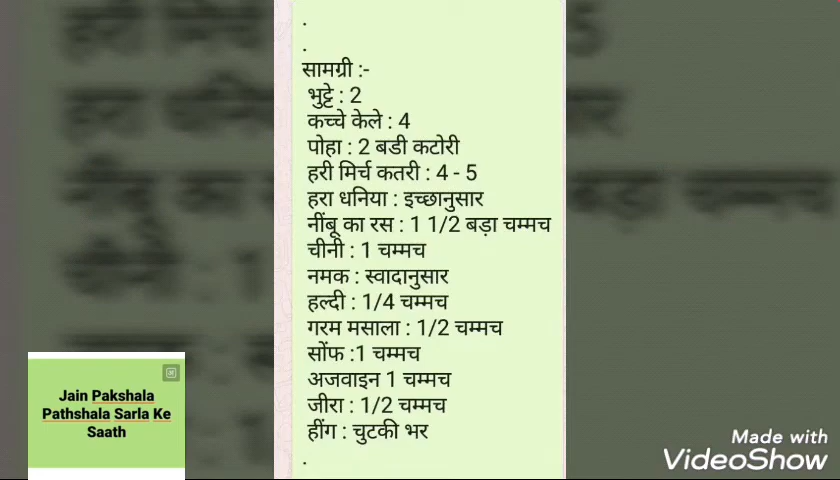 .
.
सामग्री :-
भुट्टे : 2
कच्चे केले : 4
पोहा : 2 बडी कटोरी
हरी मिर्च कतरी : 4 - 5
हरा धनिया : इच्छानुसार
नींबू का रस : 1 1/2 बड़ा चम्मच
चीनी : 1 चम्मच
नमक : स्वादानुसार
हल्दी : 1/4 चम्मच
गरम मसाला : 1/2 चम्मच
सोंफ :1 चम्मच
अजवाइन 1 चम्मच
जीरा : 1/2 चम्मच
हींग : चुटकी भर
.
Jain Pakshala
Pathshala Sarla Ke
Saath
Made with
VideoShow